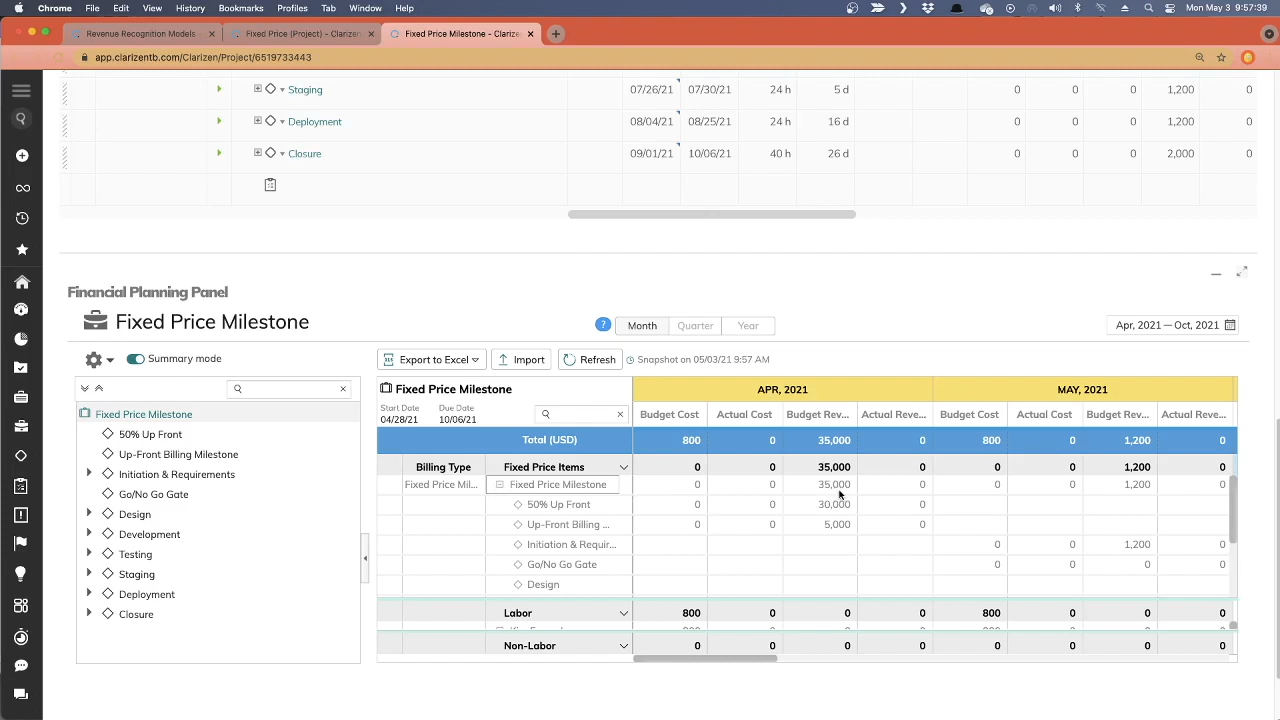 Chrome File Edit View History Bookmarks Profiles Tab Window Help Mon May 3 9:57:39
Revenue Recognition Models Fixed Price (Project) - Clarizen Fixed Price Milestone - Clarize
app.clarizentb.com/Clarizen/Project/6519733443
Staging 07/26/21 07/30/21 24 h 5 d 0 0 0 1,200 0
Deployment 08/04/21 08/25/21 24 h 16 d 0 0 0 1,200 0
Closure 09/01/21 10/06/21 40 h 26 d 0 0 0 2,000 0
Financial Planning Panel
Fixed Price Milestone
? Month Quarter Year
Apr, 2021 — Oct, 2021
Summary mode
Export to Excel Import Refresh Snapshot on 05/03/21 9:57 AM
Fixed Price Milestone
50% Up Front
Up-Front Billing Milestone
Initiation & Requirements
Go/No Go Gate
Design
Development
Testing
Staging
Deployment
Closure
Fixed Price Milestone APR, 2021 MAY, 2021
Start Date Due Date
04/28/21 10/06/21
Budget Cost Actual Cost Budget Rev... Actual Reve... Budget Cost Actual Cost Budget Rev... Actual Reve...
Total (USD) 800 0 35,000 0 800 0 1,200 0
Billing Type Fixed Price Items 0 0 35,000 0 0 0 1,200 0
Fixed Price Mil... Fixed Price Milestone 0 0 35,000 0 0 0 1,200 0
50% Up Front 0 0 30,000 0
Up-Front Billing ... 0 0 5,000 0
Initiation & Requir... 0 0 1,200 0
Go/No Go Gate 0 0 0 0
Design
Labor 800 0 0 0 800 0 0 0
Non-Labor 0 0 0 0 0 0 0 0